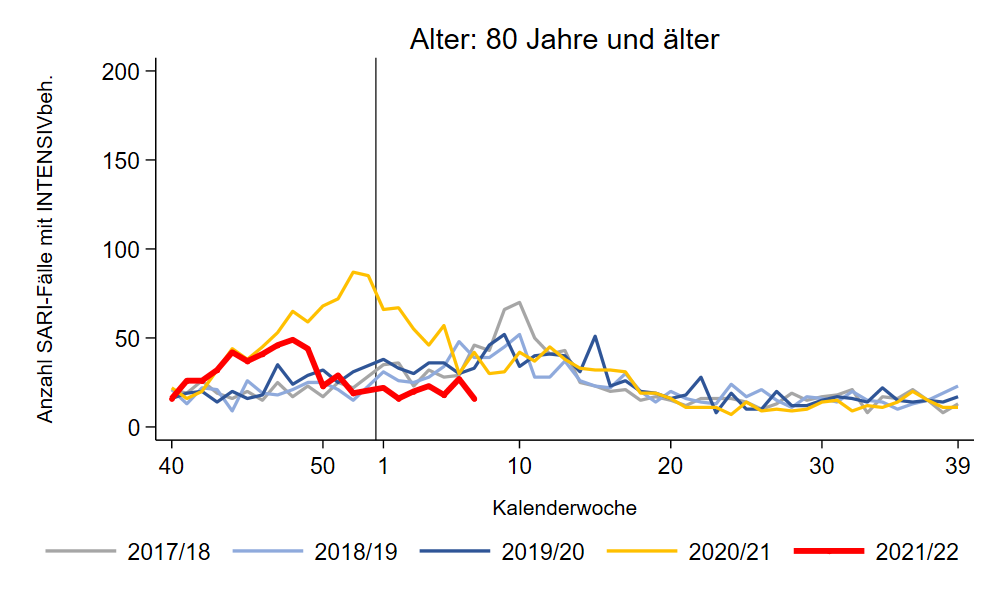 Alter: 80 Jahre und älter
Anzahl SARI-Fälle mit INTENSIVbeh.
200
150
100
50
0
40 50 1 10 20 30 39
Kalenderwoche
2017/18 2018/19 2019/20 2020/21 2021/22